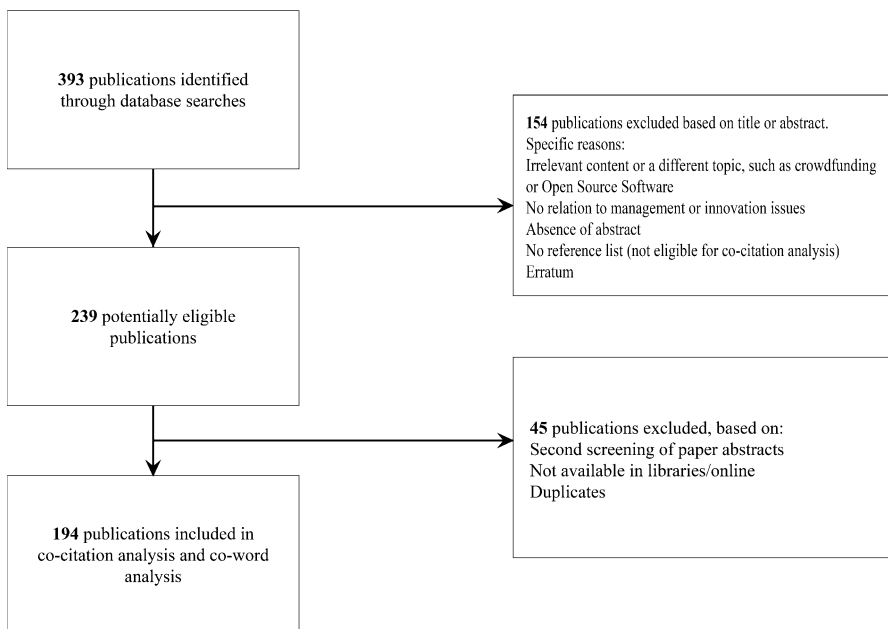 393 publications identified
through database searches
154 publications excluded based on title or abstract.
Specific reasons:
Irrelevant content or a different topic, such as crowdfunding
or Open Source Software
No relation to management or innovation issues
Absence of abstract
No reference list (not eligible for co-citation analysis)
Erratum
239 potentially eligible
publications
45 publications excluded, based on:
Second screening of paper abstracts
Not available in libraries/online
Duplicates
194 publications included in
co-citation analysis and co-word
analysis